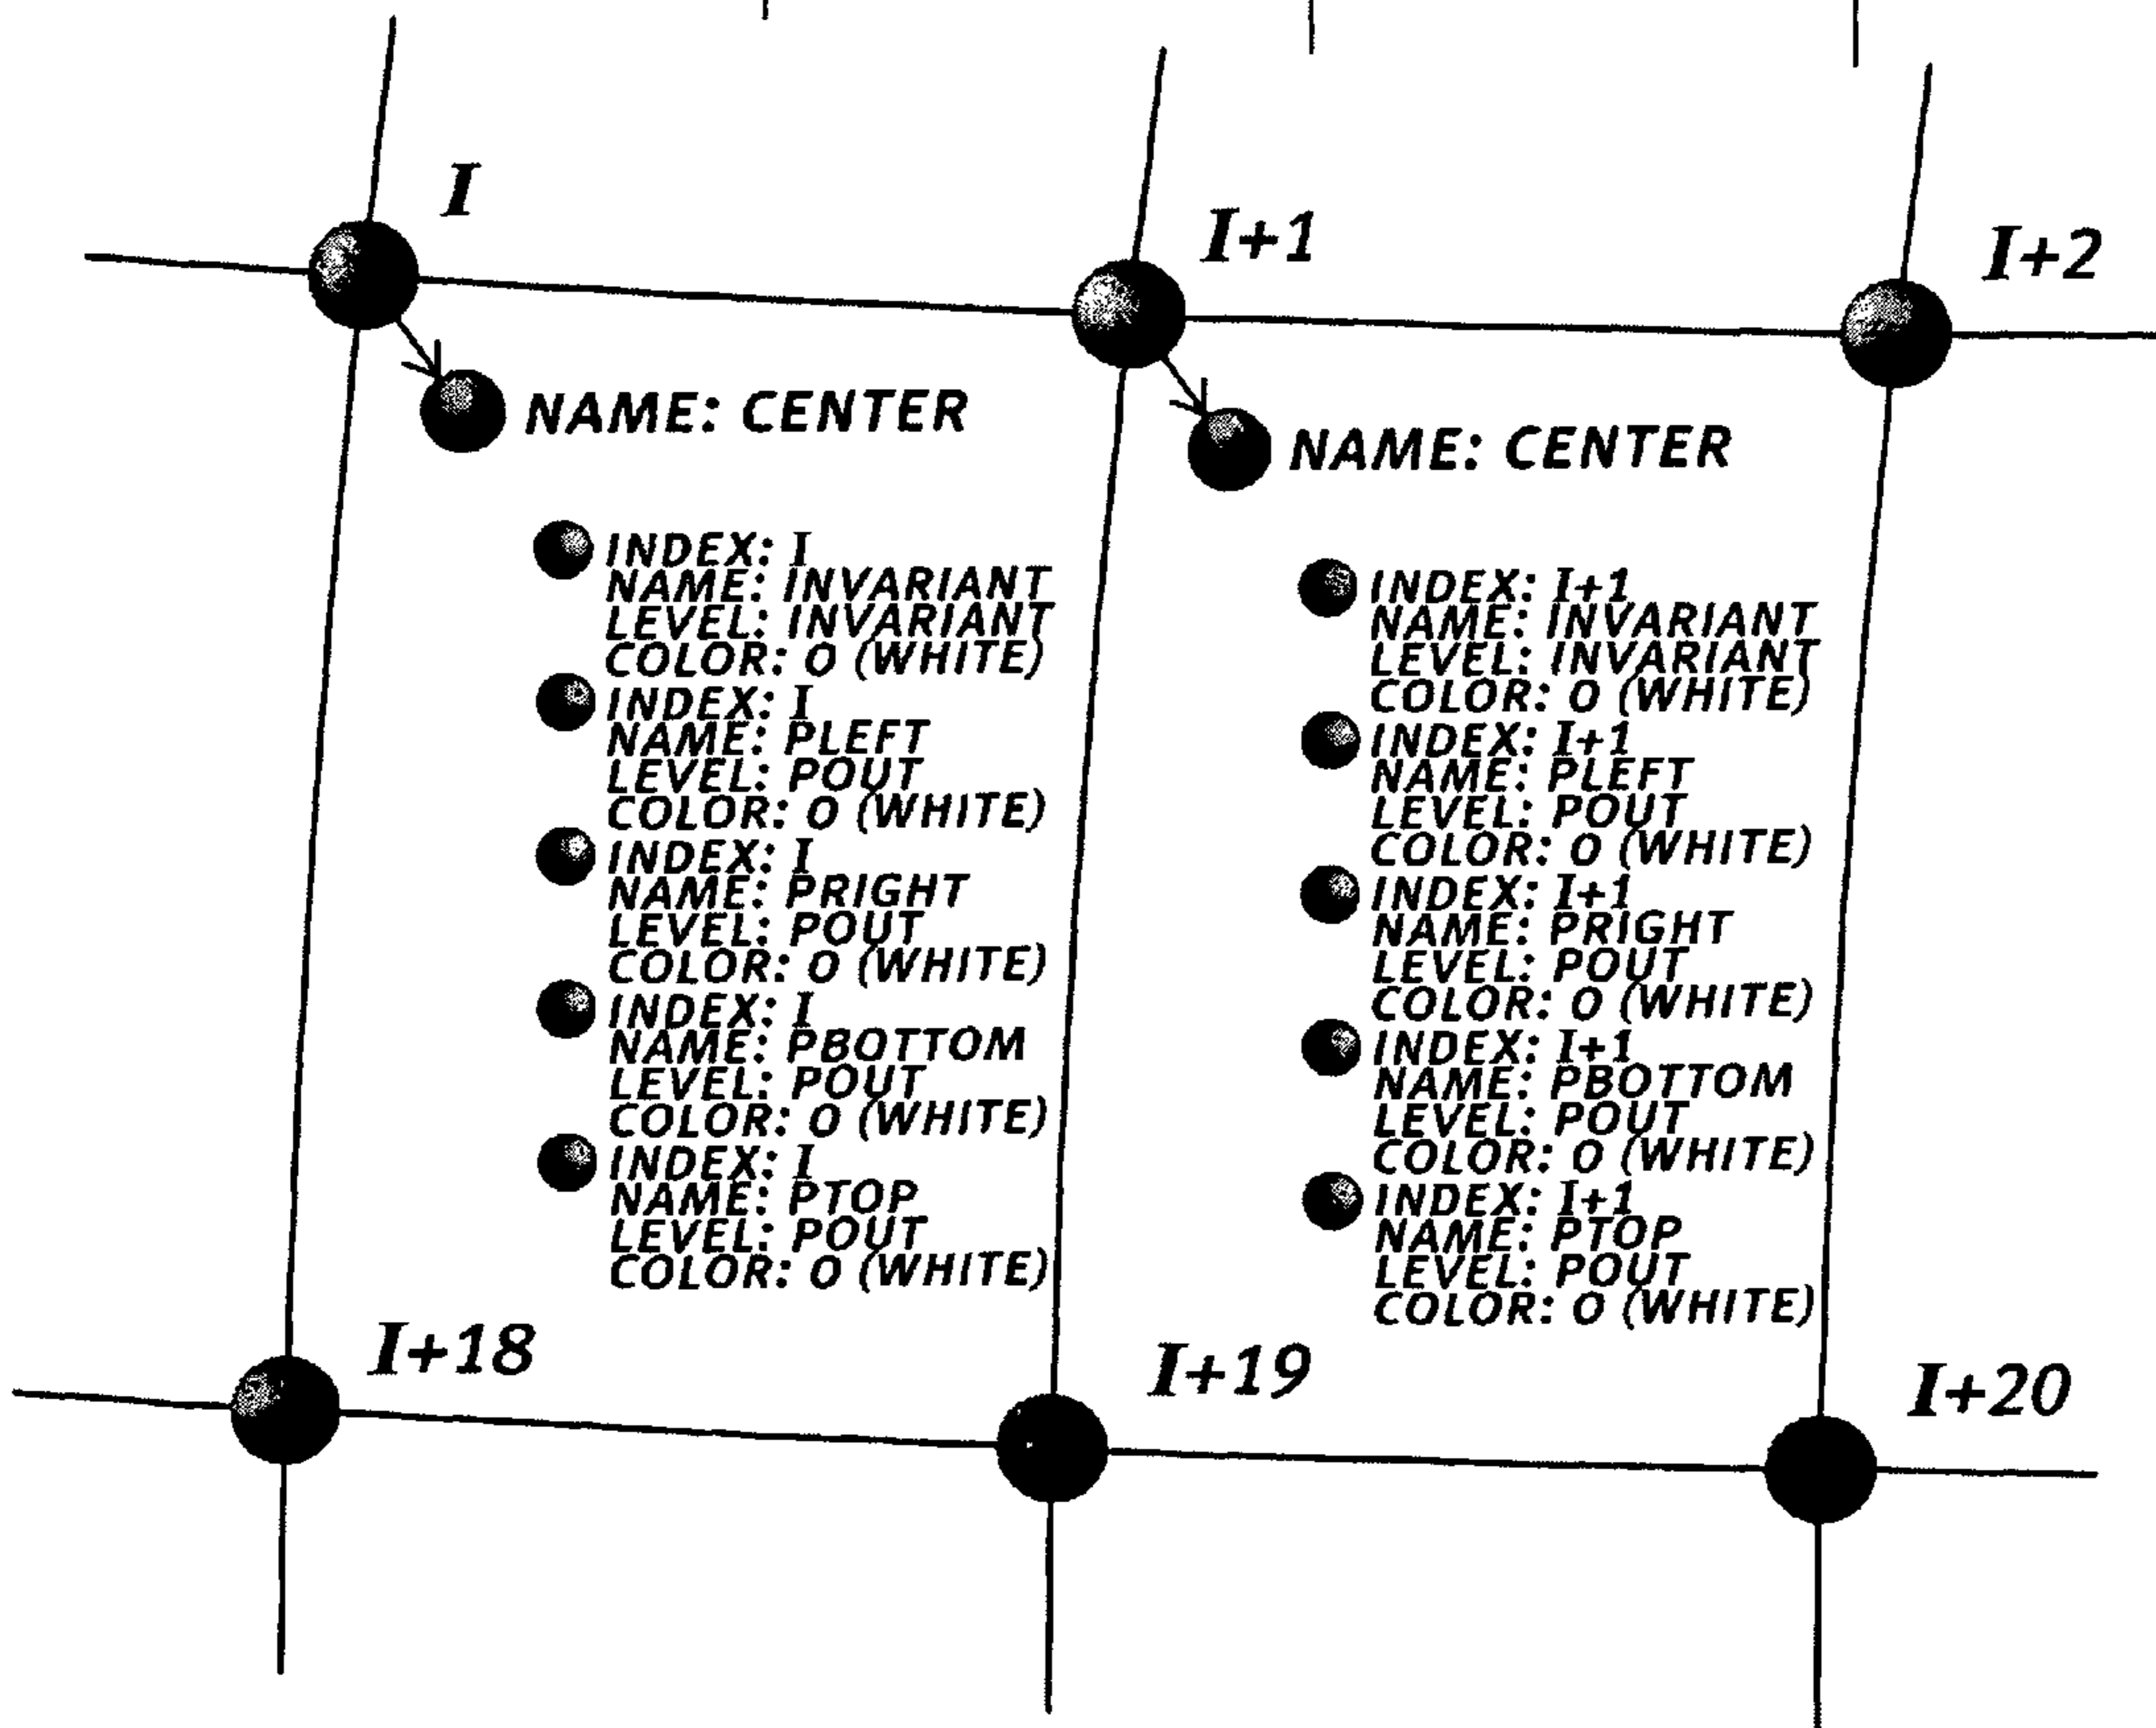 I
I+1
I+2
NAME: CENTER
NAME: CENTER
INDEX: I
NAME: INVARIANT
LEVEL: INVARIANT
COLOR: 0 (WHITE)
INDEX: I
NAME: PLEFT
LEVEL: POUT
COLOR: 0 (WHITE)
INDEX: I
NAME: PRIGHT
LEVEL: POUT
COLOR: 0 (WHITE)
INDEX: I
NAME: PBOTTOM
LEVEL: POUT
COLOR: 0 (WHITE)
INDEX: I
NAME: PTOP
LEVEL: POUT
COLOR: 0 (WHITE)
INDEX: I+1
NAME: INVARIANT
LEVEL: INVARIANT
COLOR: 0 (WHITE)
INDEX: I+1
NAME: PLEFT
LEVEL: POUT
COLOR: 0 (WHITE)
INDEX: I+1
NAME: PRIGHT
LEVEL: POUT
COLOR: 0 (WHITE)
INDEX: I+1
NAME: PBOTTOM
LEVEL: POUT
COLOR: 0 (WHITE)
INDEX: I+1
NAME: PTOP
LEVEL: POUT
COLOR: 0 (WHITE)
I+18
I+19
I+20